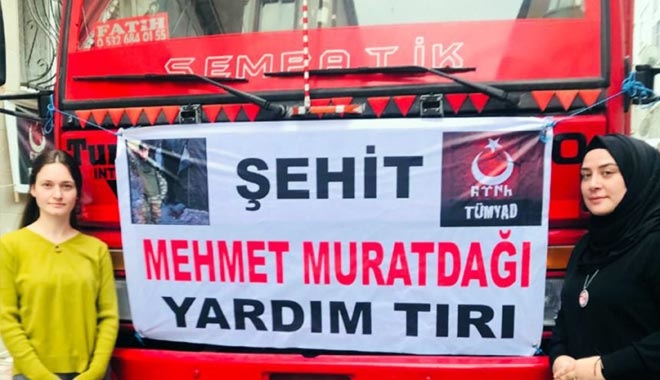 FATİH
0.532 684 01 55
SEMPATİK
ŞEHİT
TÜMYAD
MEHMET MURATDAĞI
YARDIM TIRI